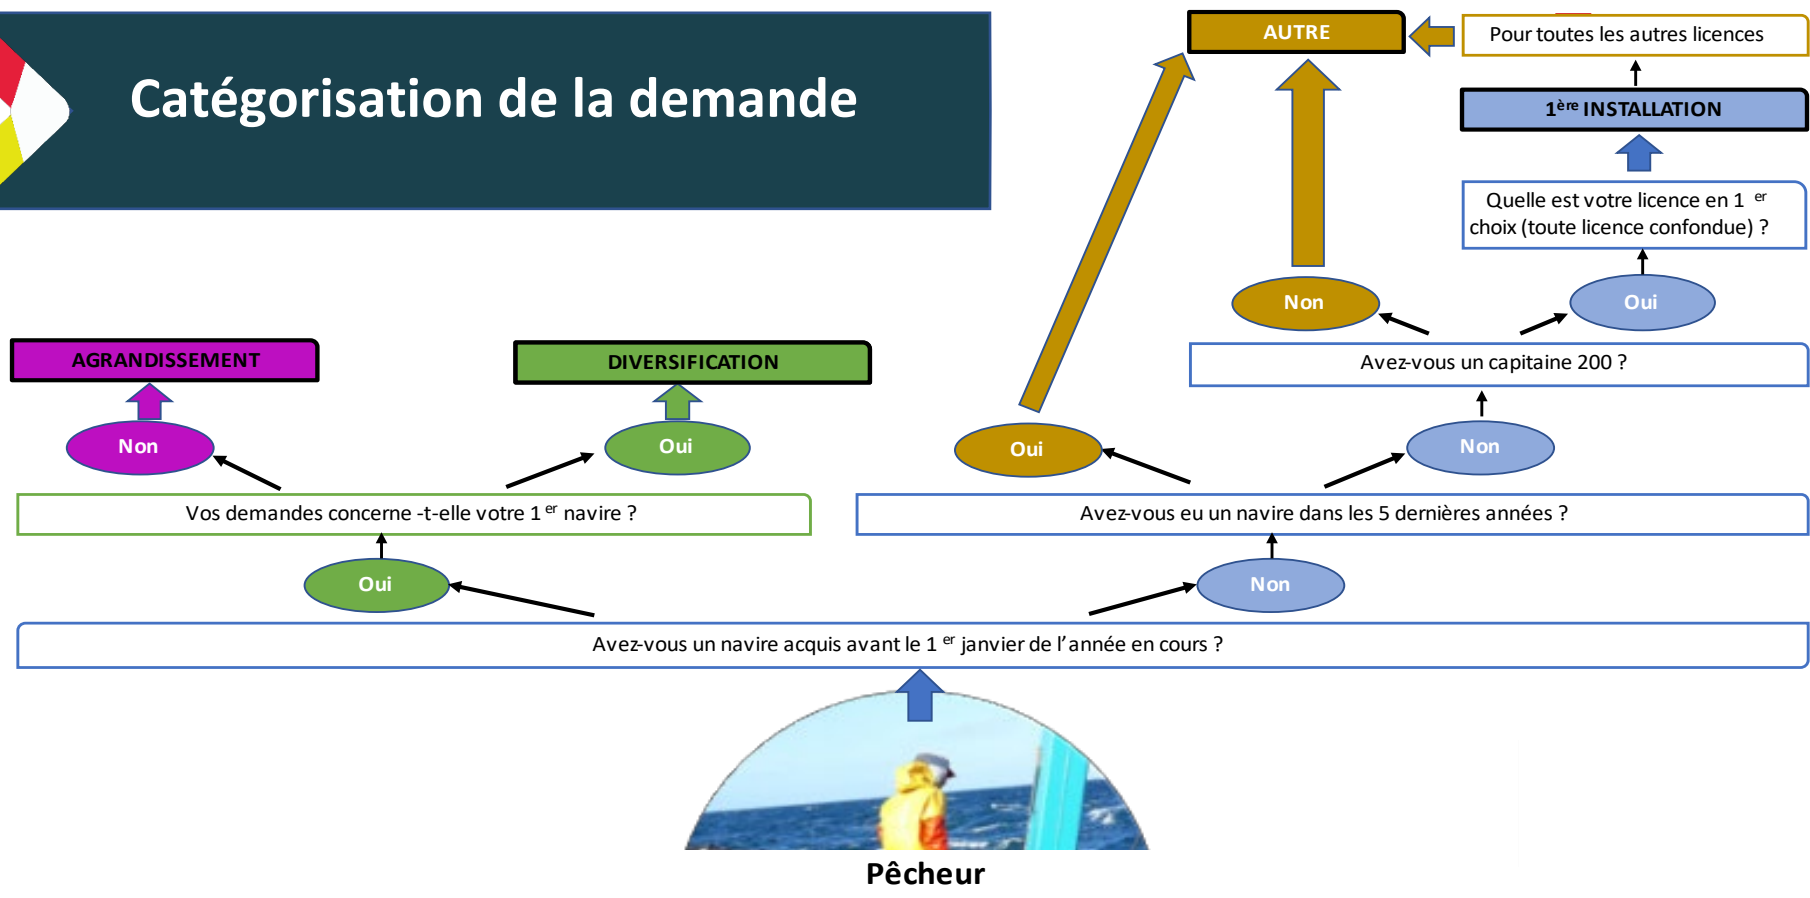 Catégorisation de la demande
AUTRE
Pour toutes les autres licences
1ère INSTALLATION
Quelle est votre licence en 1 er
choix (toute licence confondue) ?
Non
Oui
AGRANDISSEMENT
DIVERSIFICATION
Avez-vous un capitaine 200 ?
Non
Oui
Oui
Non
Vos demandes concerne -t-elle votre 1 er navire ?
Avez-vous eu un navire dans les 5 dernières années ?
Oui
Non
Avez-vous un navire acquis avant le 1 er janvier de l’année en cours ?
Pêcheur